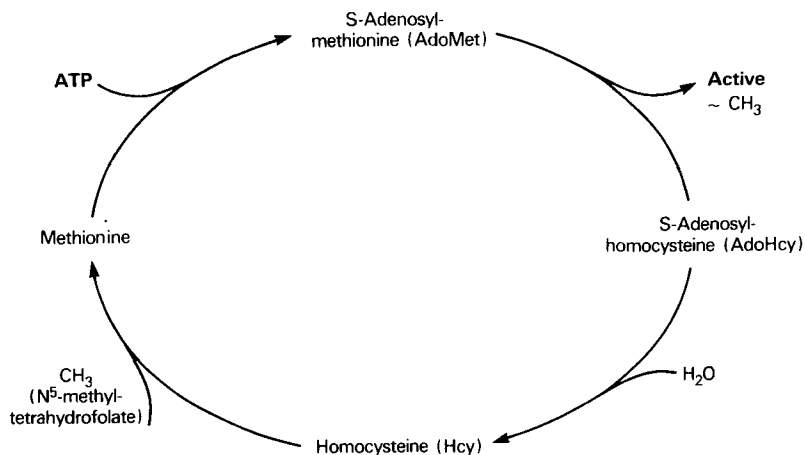 S-Adenosyl-
methionine (AdoMet)
ATP
Active
~ CH₃
Methionine
S-Adenosyl-
homocysteine (AdoHcy)
CH₃
(N⁵-methyl-
tetrahydrofolate)
H₂O
Homocysteine (Hcy)